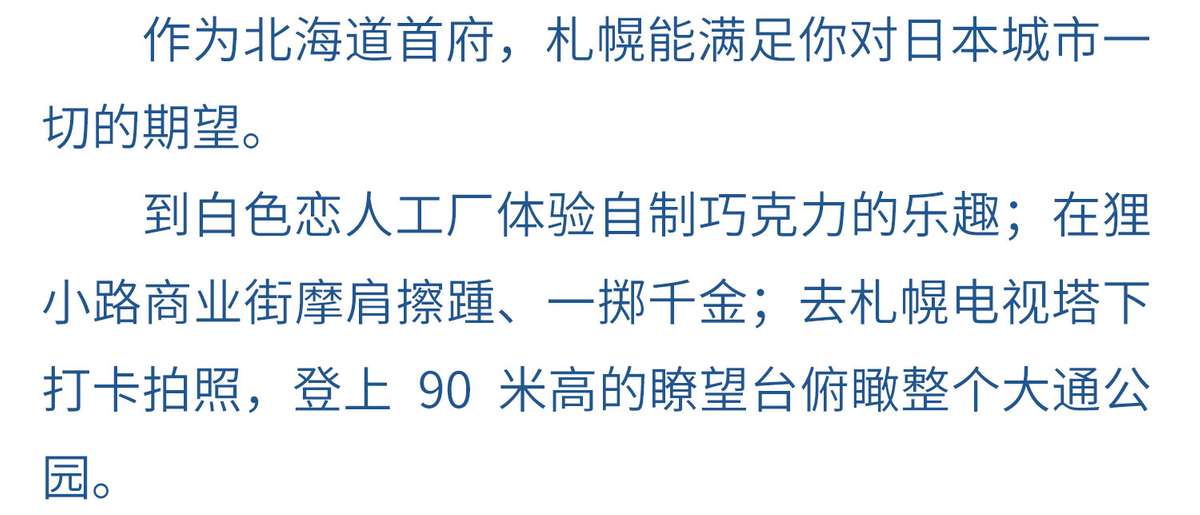 作为北海道首府，札幌能满足你对日本城市一
切的期望。
到白色恋人工厂体验自制巧克力的乐趣；在狸
小路商业街摩肩擦踵、一掷千金；去札幌电视塔下
打卡拍照，登上 90 米高的瞭望台俯瞰整个大通公
园。